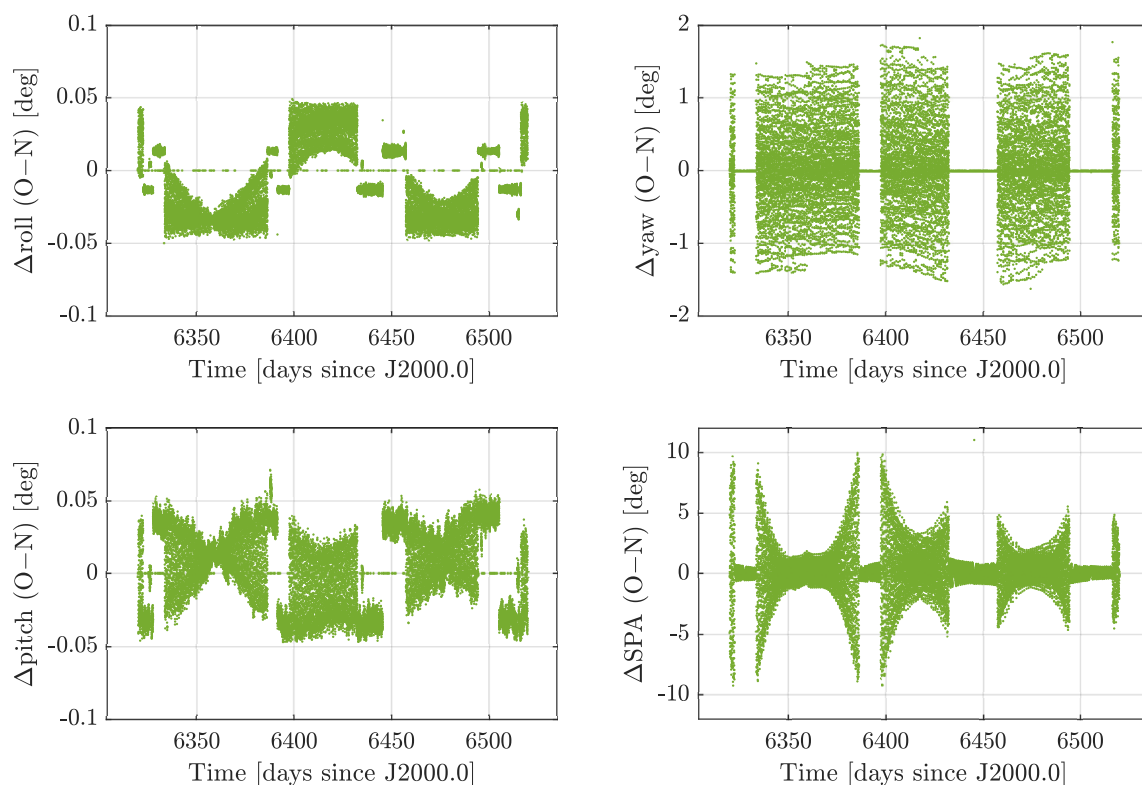 0.1
0.05
0
-0.05
-0.1
Δroll (O−N) [deg]
6350 6400 6450 6500
Time [days since J2000.0]
2
1
0
-1
-2
Δyaw (O−N) [deg]
6350 6400 6450 6500
Time [days since J2000.0]
0.1
0.05
0
-0.05
-0.1
Δpitch (O−N) [deg]
6350 6400 6450 6500
Time [days since J2000.0]
10
5
0
-5
-10
ΔSPA (O−N) [deg]
6350 6400 6450 6500
Time [days since J2000.0]